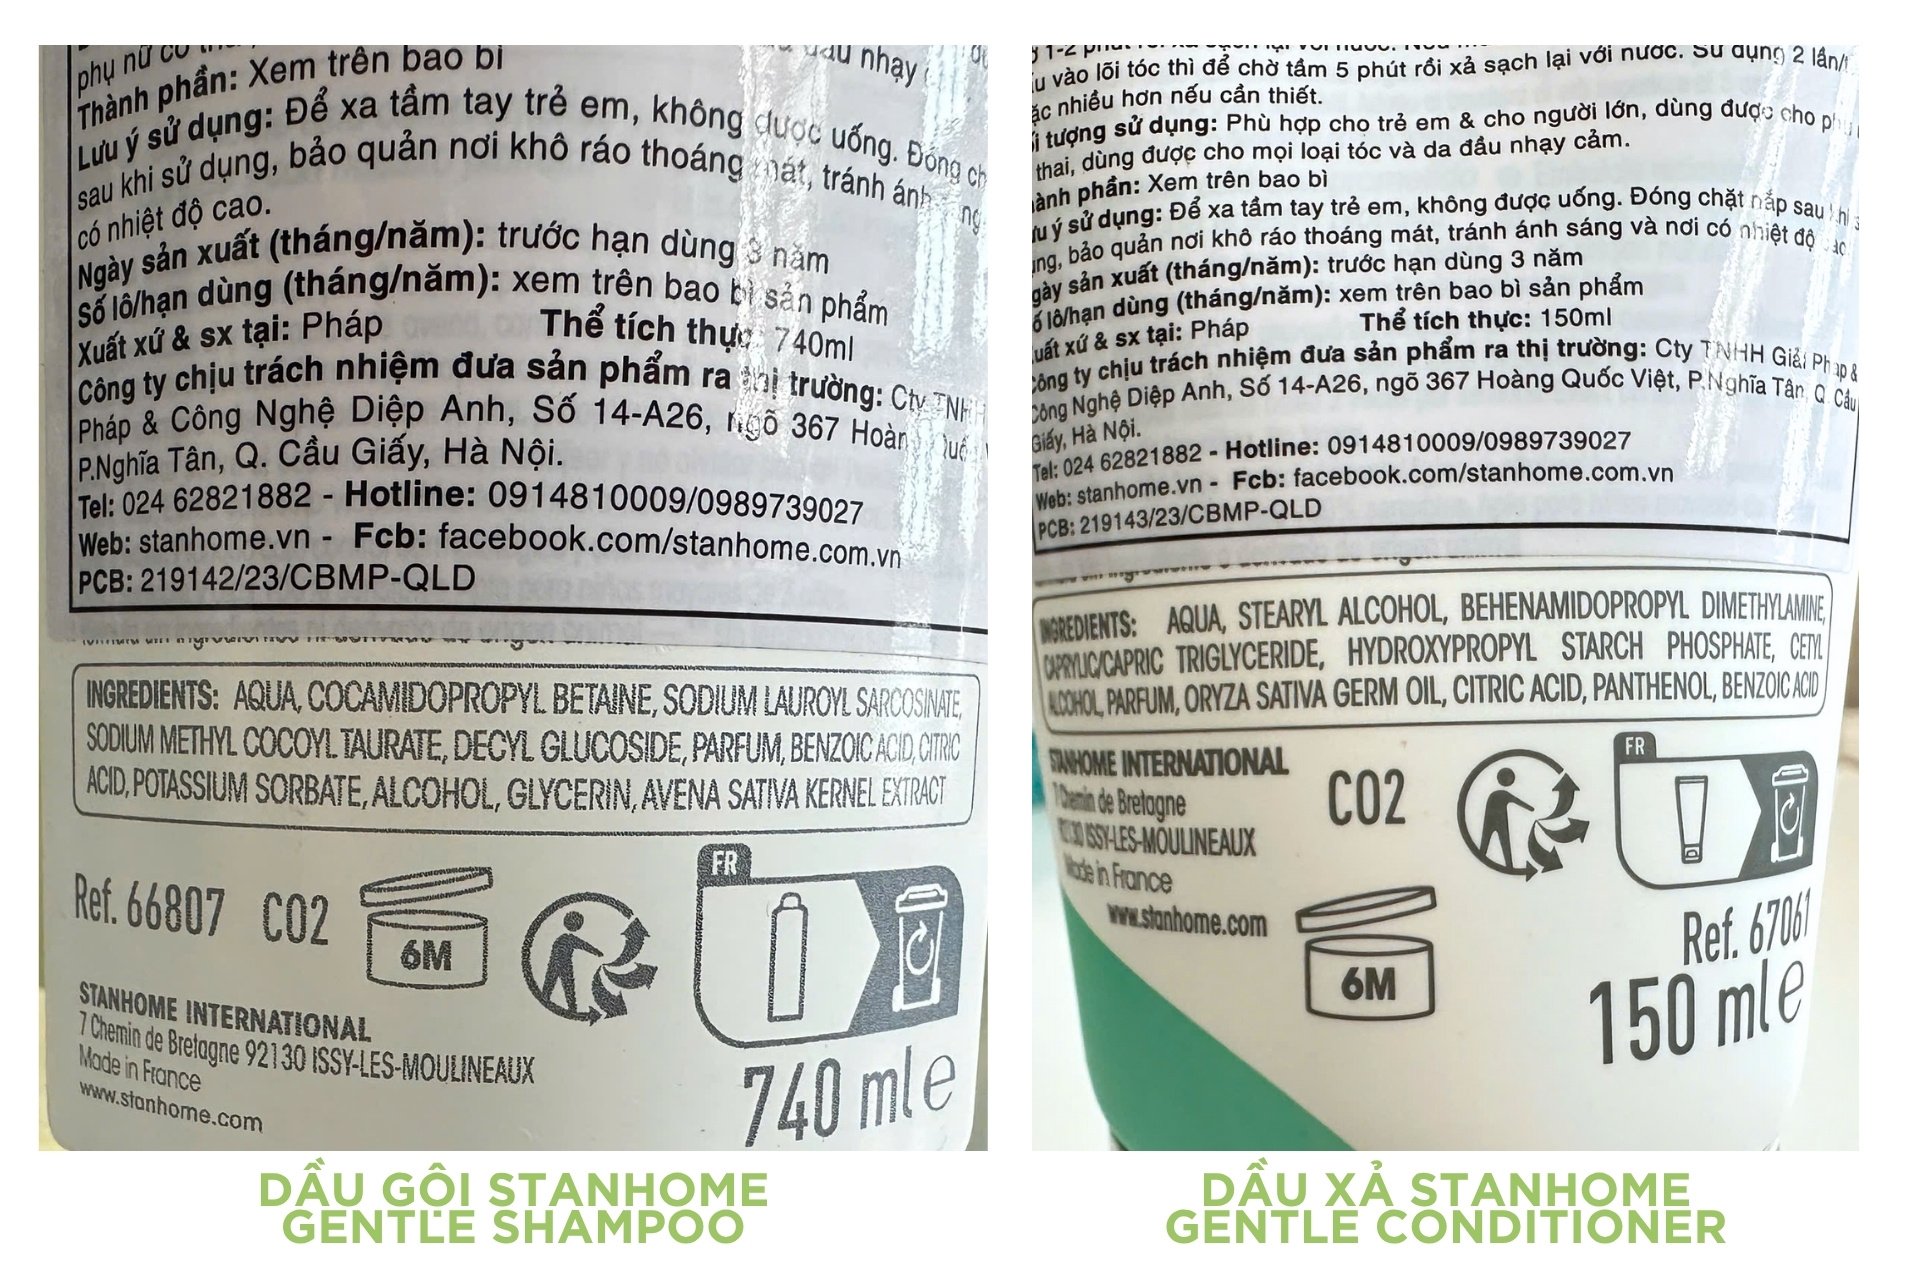 phụ nữ có
nhạy
Thành phần: Xem trên bao bì
Lưu ý sử dụng: Để xa tầm tay trẻ em, không được uống. Đóng
sau khi sử dụng, bảo quản nơi khô ráo thoáng mát, tránh ánh
có nhiệt độ cao.
Ngày sản xuất (tháng/năm): trước hạn dùng 3 năm
Số lô/hạn dùng (tháng/năm): xem trên bao bì sản phẩm
Xuất xứ & sx tại: Pháp Thể tích thực: 740ml
Công ty chịu trách nhiệm đưa sản phẩm ra thị trường: Cty TNHH
Pháp & Công Nghệ Diệp Anh, Số 14-A26, ngõ 367 Hoàng
P.Nghĩa Tân, Q. Cầu Giấy, Hà Nội.
Tel: 024 62821882 - Hotline: 0914810009/0989739027
Web: stanhome.vn - Fcb: facebook.com/stanhome.com.vn
PCB: 219142/23/CBMP-QLD
INGREDIENTS: AQUA, COCAMIDOPROPYL BETAINE, SODIUM LAUROYL SARCOSINATE,
SODIUM METHYL COCOYL TAURATE, DECYL GLUCOSIDE, PARFUM, BENZOIC ACID, CITRIC
ACID, POTASSIUM SORBATE, ALCOHOL, GLYCERIN, AVENA SATIVA KERNEL EXTRACT
Ref. 66807 C02
6M
FR
STANHOME INTERNATIONAL
7 Chemin de Bretagne 92130 ISSY-LES-MOULINEAUX
Made in France
www.stanhome.com
740 ml e
DẦU GỘI STANHOME
GENTLE SHAMPOO
1-2
vào lõi tóc thì để chờ tầm 5 phút rồi xả sạch lại với nước. Sử dụng 2 lần/
nhiều hơn nếu cần thiết.
tượng sử dụng: Phù hợp cho trẻ em & cho người lớn, dùng được cho
thai, dùng được cho mọi loại tóc và da đầu nhạy cảm.
phần: Xem trên bao bì
ý sử dụng: Để xa tầm tay trẻ em, không được uống. Đóng chặt nắp sau khi
bảo quản nơi khô ráo thoáng mát, tránh ánh sáng và nơi có nhiệt độ
sản xuất (tháng/năm): trước hạn dùng 3 năm
lô/hạn dùng (tháng/năm): xem trên bao bì sản phẩm
xứ & sx tại: Pháp Thể tích thực: 150ml
ty chịu trách nhiệm đưa sản phẩm ra thị trường: Cty TNHH Giải Pháp &
Công Nghệ Diệp Anh, Số 14-A26, ngõ 367 Hoàng Quốc Việt, P.Nghĩa Tân, Q. Cầu
Giấy, Hà Nội.
Tel: 024 62821882 - Hotline: 0914810009/0989739027
Web: stanhome.vn - Fcb: facebook.com/stanhome.com.vn
PCB: 219143/23/CBMP-QLD
INGREDIENTS: AQUA, STEARYL ALCOHOL, BEHENAMIDOPROPYL DIMETHYLAMINE,
CAPRYLIC/CAPRIC TRIGLYCERIDE, HYDROXYPROPYL STARCH PHOSPHATE, CETYL
ALCOHOL, PARFUM, ORYZA SATIVA GERM OIL, CITRIC ACID, PANTHENOL, BENZOIC ACID
STANHOME INTERNATIONAL
7 Chemin de Bretagne
92130 ISSY-LES-MOULINEAUX
Made in France
www.stanhome.com
C02
FR
6M
Ref. 67061
150 ml e
DẦU XẢ STANHOME
GENTLE CONDITIONER